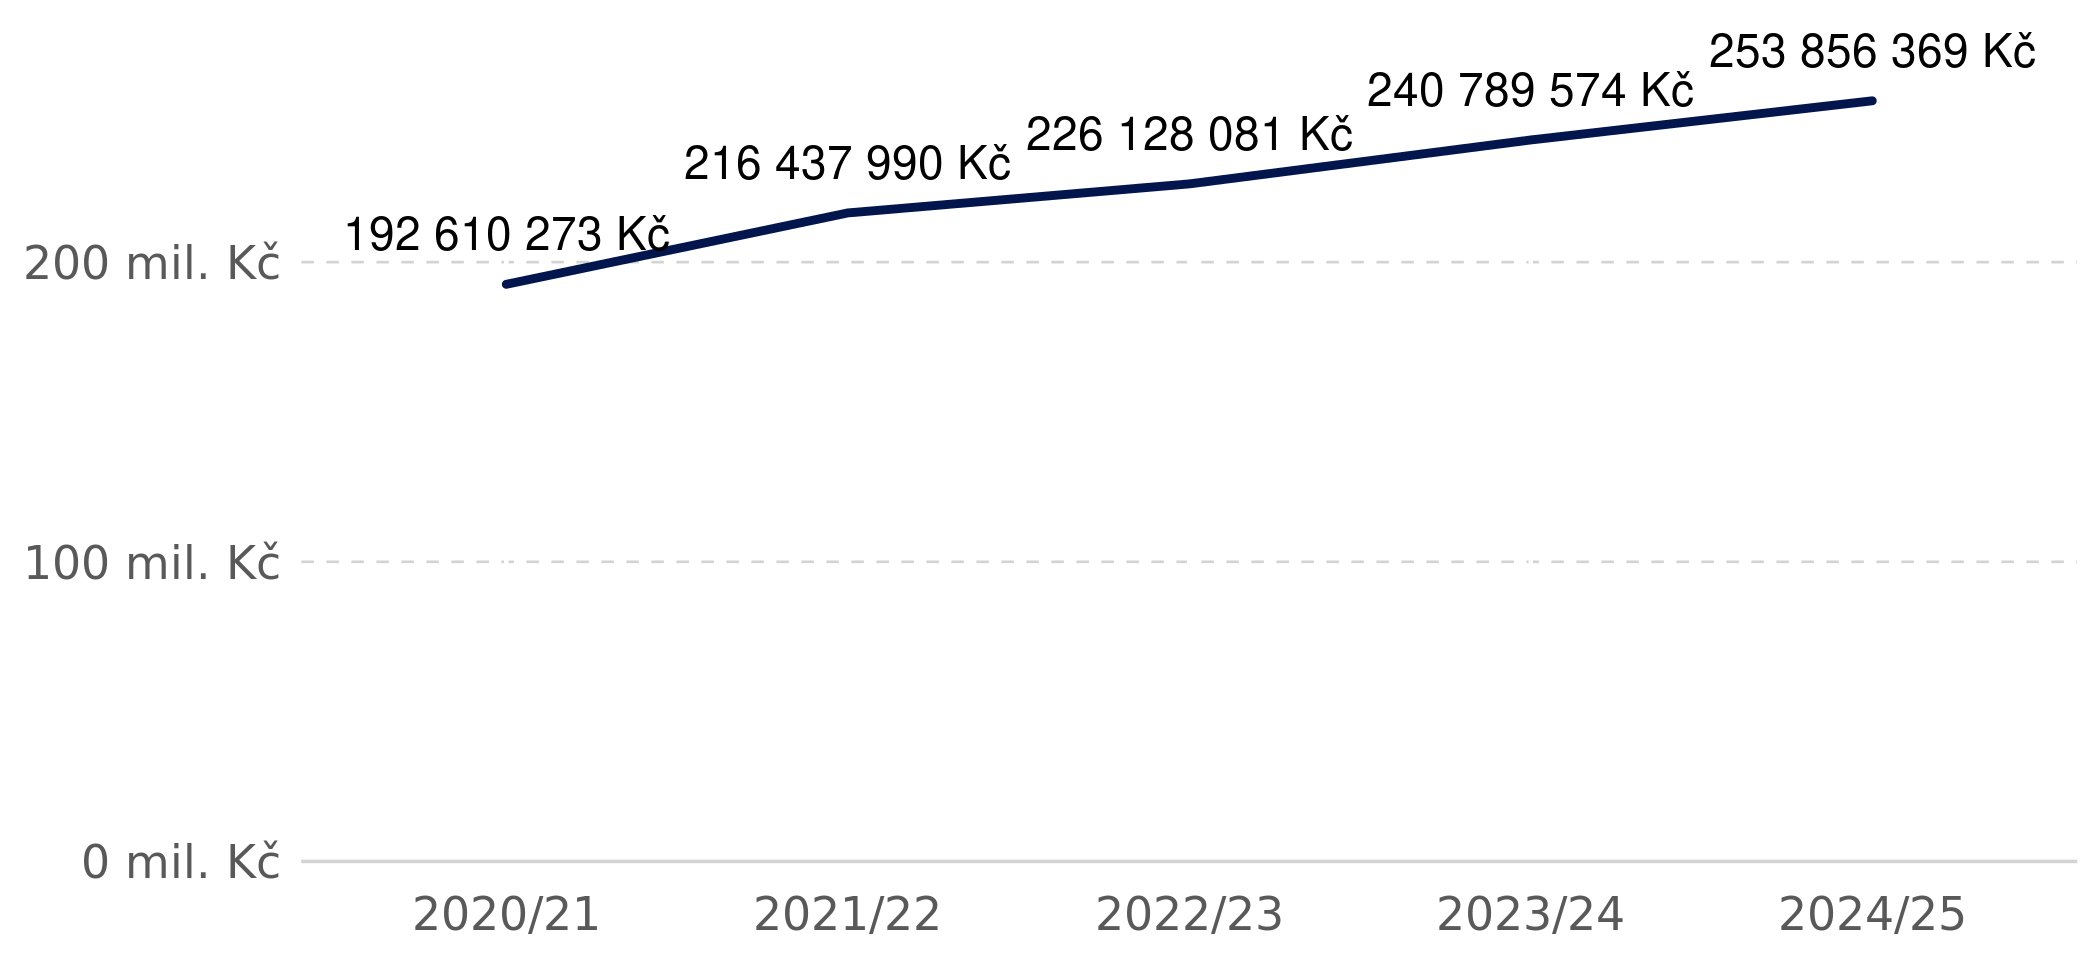 253 856 369 Kč
240 789 574 Kč
226 128 081 Kč
216 437 990 Kč
192 610 273 Kč
200 mil. Kč
100 mil. Kč
0 mil. Kč
2020/21 2021/22 2022/23 2023/24 2024/25